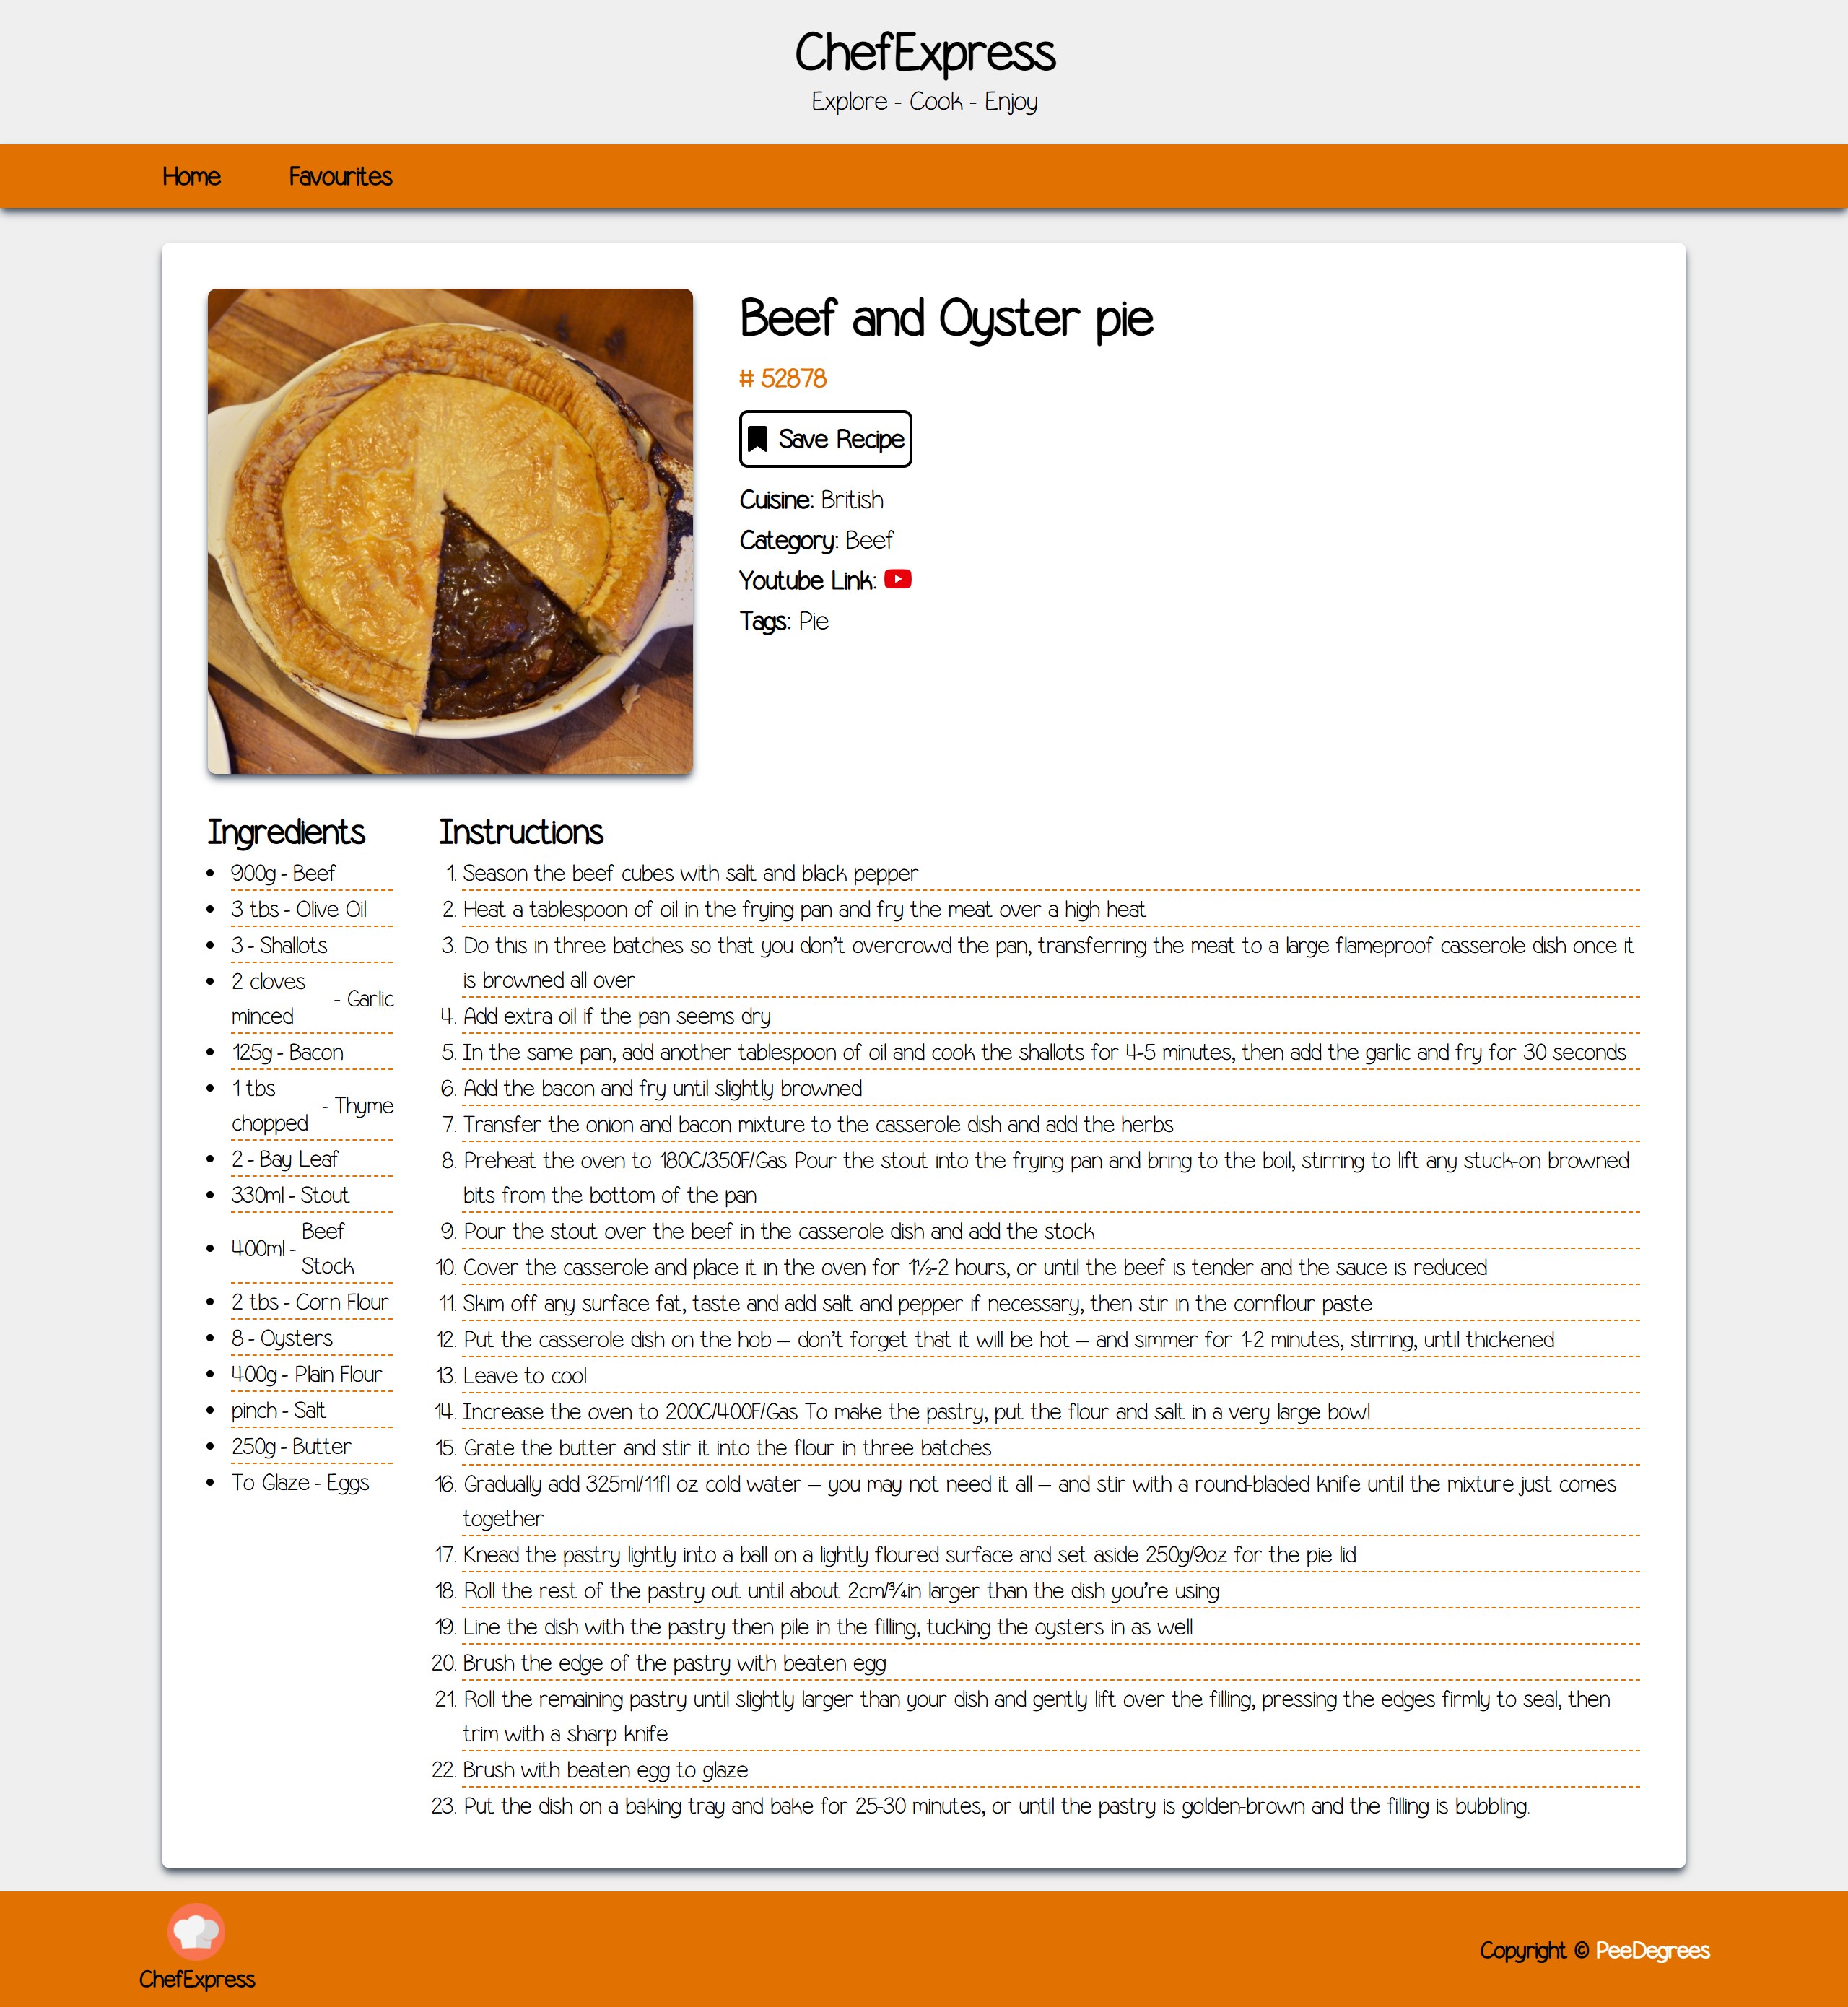 ChefExpress
Explore - Cook - Enjoy
Home
Favourites
Beef and Oyster pie
# 52878
Save Recipe
Cuisine: British
Category: Beef
Youtube Link:
Tags: Pie
Ingredients
900g - Beef
3 tbs - Olive Oil
3 - Shallots
2 cloves
minced
- Garlic
125g - Bacon
1 tbs
chopped
- Thyme
2 - Bay Leaf
330ml - Stout
400ml -
Beef
Stock
2 tbs - Corn Flour
8 - Oysters
400g - Plain Flour
pinch - Salt
250g - Butter
To Glaze - Eggs
Instructions
1. Season the beef cubes with salt and black pepper
2. Heat a tablespoon of oil in the frying pan and fry the meat over a high heat
3. Do this in three batches so that you don’t overcrowd the pan, transferring the meat to a large flameproof casserole dish once it
is browned all over
4. Add extra oil if the pan seems dry
5. In the same pan, add another tablespoon of oil and cook the shallots for 4-5 minutes, then add the garlic and fry for 30 seconds
6. Add the bacon and fry until slightly browned
7. Transfer the onion and bacon mixture to the casserole dish and add the herbs
8. Preheat the oven to 180C/350F/Gas Pour the stout into the frying pan and bring to the boil, stirring to lift any stuck-on browned
bits from the bottom of the pan
9. Pour the stout over the beef in the casserole dish and add the stock
10. Cover the casserole and place it in the oven for 1½-2 hours, or until the beef is tender and the sauce is reduced
11. Skim off any surface fat, taste and add salt and pepper if necessary, then stir in the cornflour paste
12. Put the casserole dish on the hob – don’t forget that it will be hot – and simmer for 1-2 minutes, stirring, until thickened
13. Leave to cool
14. Increase the oven to 200C/400F/Gas To make the pastry, put the flour and salt in a very large bowl
15. Grate the butter and stir it into the flour in three batches
16. Gradually add 325ml/11fl oz cold water – you may not need it all – and stir with a round-bladed knife until the mixture just comes
together
17. Knead the pastry lightly into a ball on a lightly floured surface and set aside 250g/9oz for the pie lid
18. Roll the rest of the pastry out until about 2cm/¾in larger than the dish you’re using
19. Line the dish with the pastry then pile in the filling, tucking the oysters in as well
20. Brush the edge of the pastry with beaten egg
21. Roll the remaining pastry until slightly larger than your dish and gently lift over the filling, pressing the edges firmly to seal, then
trim with a sharp knife
22. Brush with beaten egg to glaze
23. Put the dish on a baking tray and bake for 25-30 minutes, or until the pastry is golden-brown and the filling is bubbling.
ChefExpress
Copyright © PeeDegrees